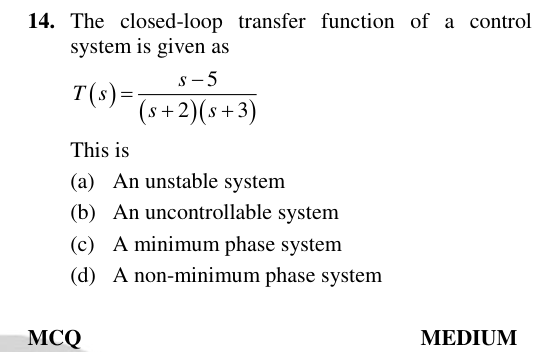 14. The closed-loop transfer function of a control
system is given as
T(s) = (s − 5) / ((s + 2)(s + 3))
This is
(a) An unstable system
(b) An uncontrollable system
(c) A minimum phase system
(d) A non-minimum phase system
MCQ MEDIUM